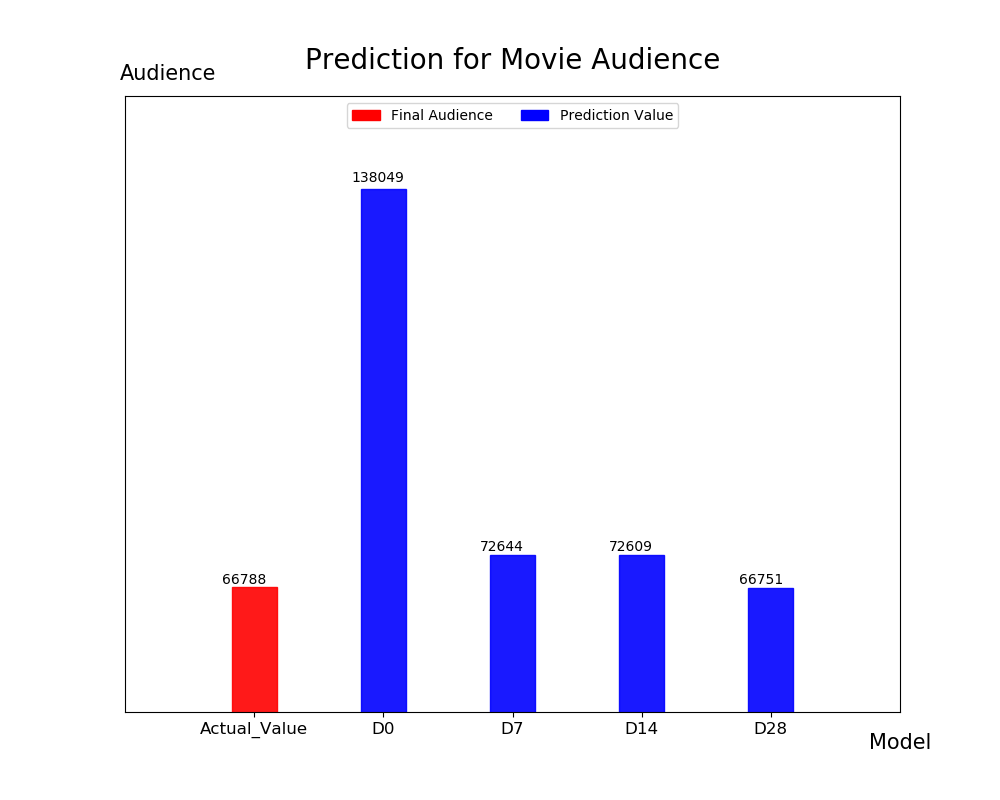 Prediction for Movie Audience
Audience
Final Audience
Prediction Value
138049
72644
72609
66788
66751
Actual_Value
D0
D7
D14
D28
Model